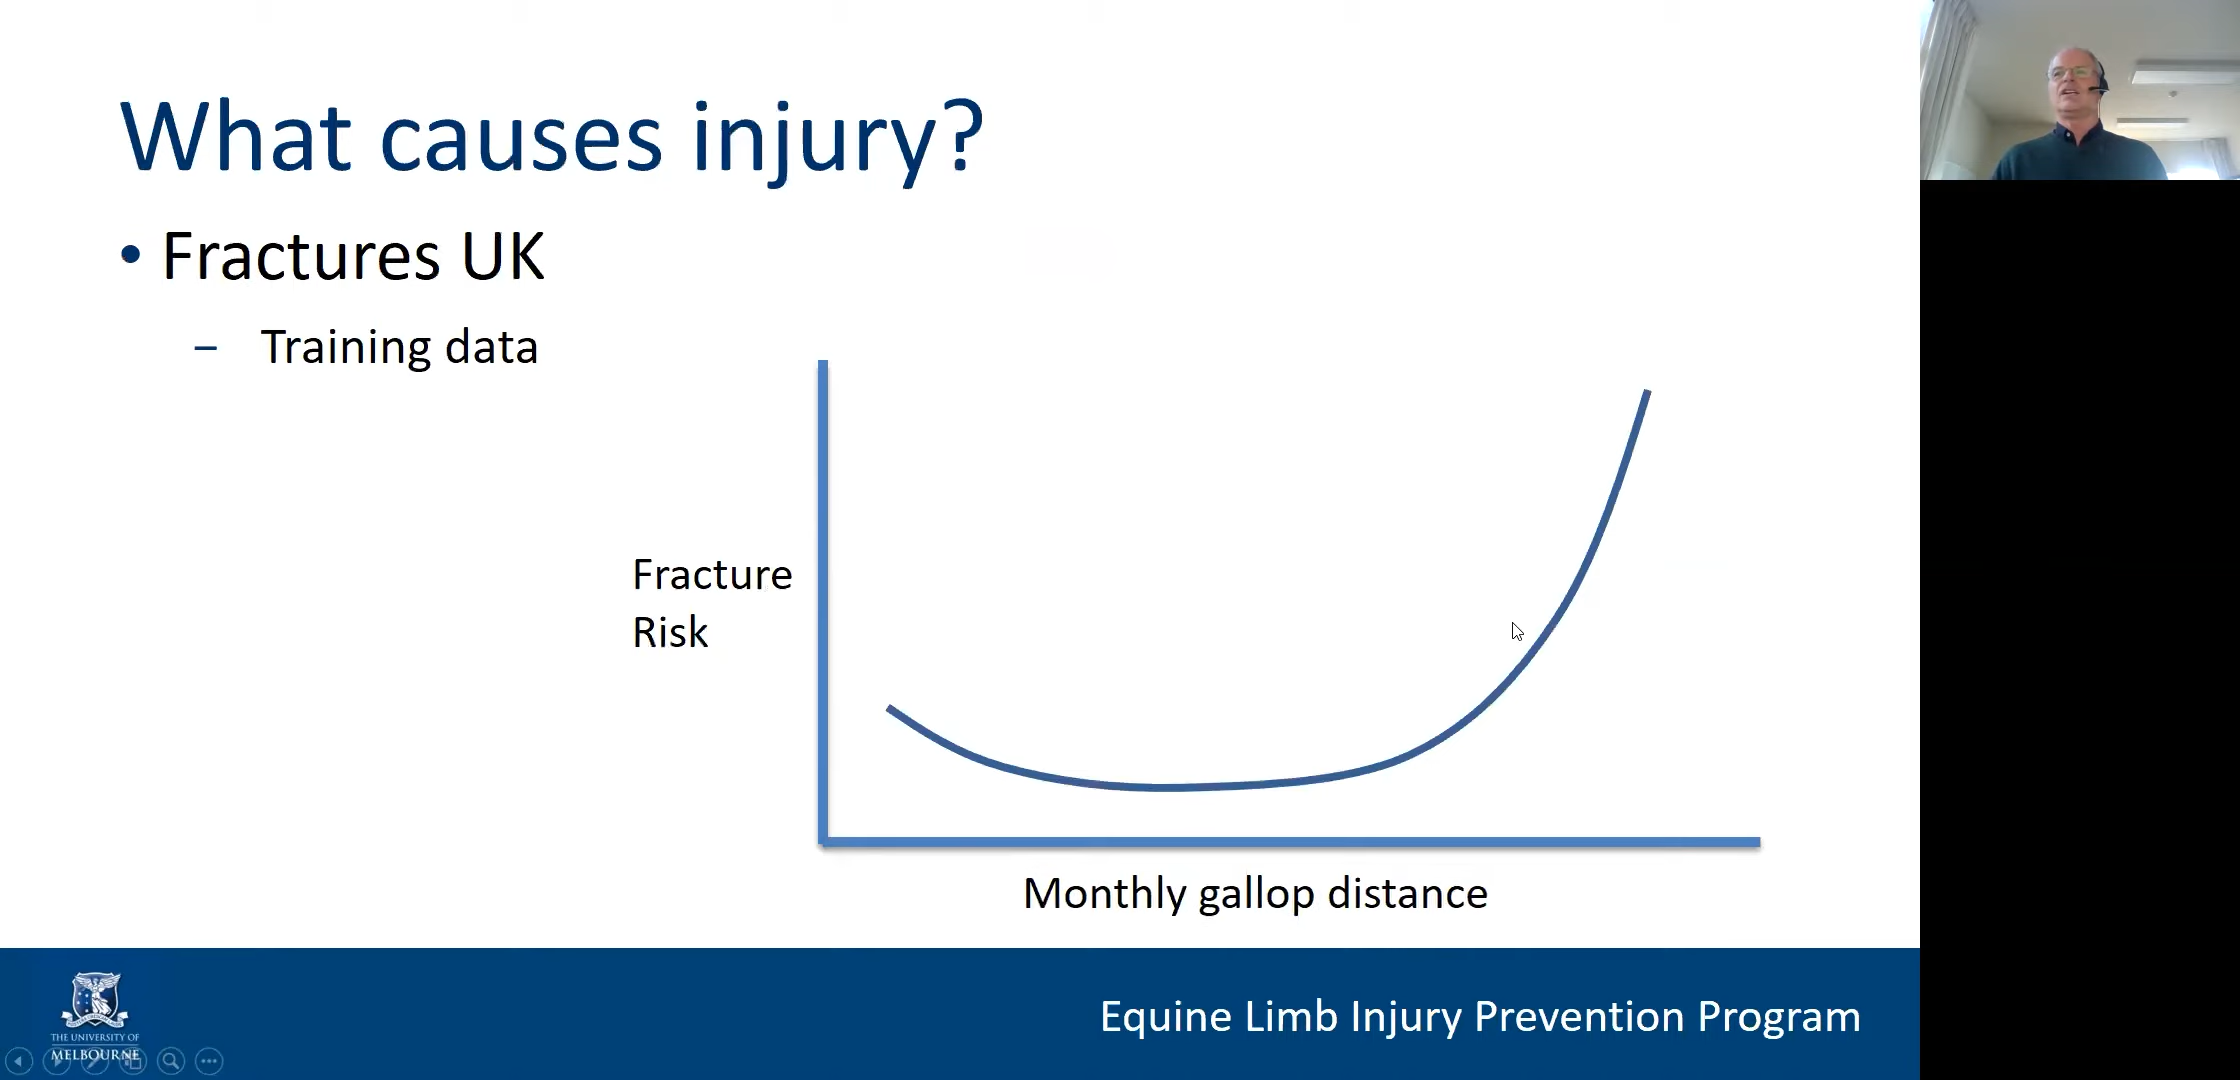 What causes injury?
• Fractures UK
– Training data
Fracture
Risk
Monthly gallop distance
THE UNIVERSITY OF
MELBOURNE
Equine Limb Injury Prevention Program